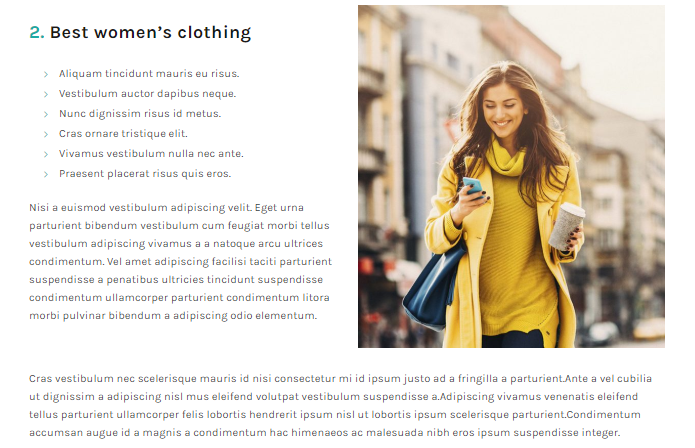 2. Best women’s clothing
Aliquam tincidunt mauris eu risus.
Vestibulum auctor dapibus neque.
Nunc dignissim risus id metus.
Cras ornare tristique elit.
Vivamus vestibulum nulla nec ante.
Praesent placerat risus quis eros.
Nisi a euismod vestibulum adipiscing velit. Eget urna
parturient bibendum vestibulum cum feugiat morbi tellus
vestibulum adipiscing vivamus a a natoque arcu ultrices
condimentum. Vel amet adipiscing facilisi taciti parturient
suspendisse a penatibus ultricies tincidunt suspendisse
condimentum ullamcorper parturient condimentum litora
morbi pulvinar bibendum a adipiscing odio elementum.
Cras vestibulum nec scelerisque mauris id nisi consectetur mi id ipsum justo ad a fringilla a parturient.Ante a vel cubilia
ut dignissim a adipiscing nisl mus eleifend volutpat vestibulum suspendisse a.Adipiscing vivamus venenatis eleifend
tellus parturient ullamcorper felis lobortis hendrerit ipsum nisl ut lobortis ipsum scelerisque parturient.Condimentum
accumsan augue id a magnis a condimentum hac himenaeos ac malesuada nibh eros ipsum suspendisse integer.